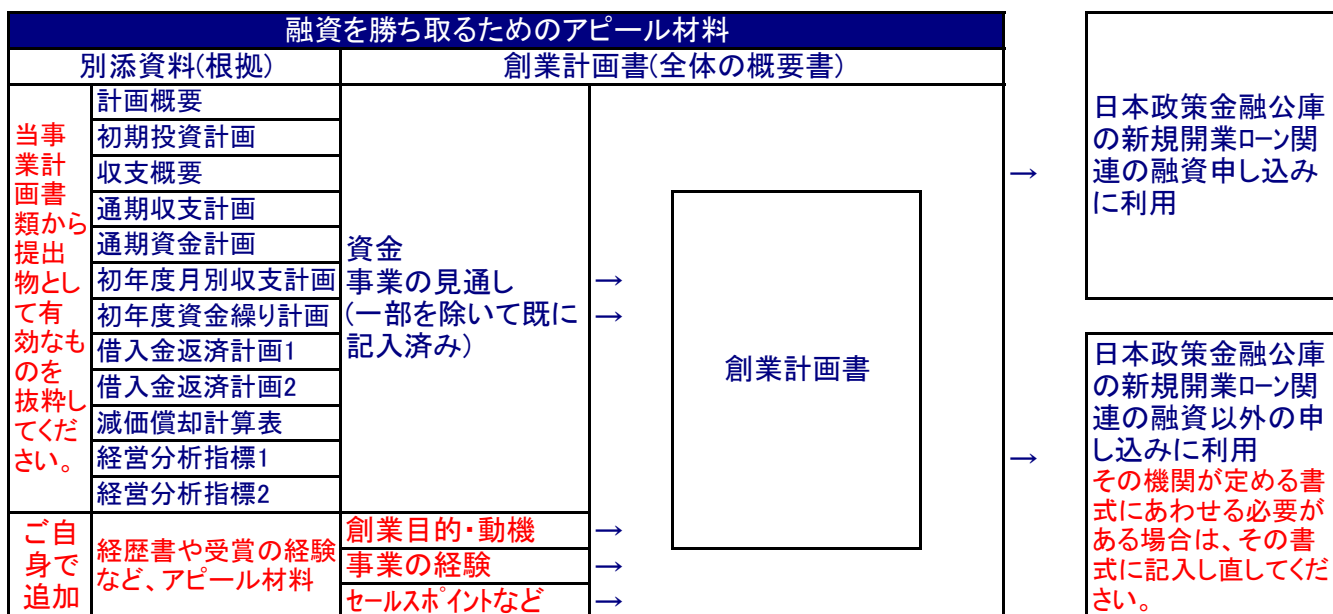 融資を勝ち取るためのアピール材料
別添資料(根拠)
創業計画書(全体の概要書)
当事
業計
画書
類から
提出
物とし
て有
効なも
のを
抜粋し
てくだ
さい。
計画概要
初期投資計画
収支概要
通期収支計画
通期資金計画
初年度月別収支計画
初年度資金繰り計画
借入金返済計画1
借入金返済計画2
減価償却計算表
経営分析指標1
経営分析指標2
資金
事業の見通し
(一部を除いて既に
記入済み)
→
→
創業計画書
ご自
身で
追加
経歴書や受賞の経験
など、アピール材料
創業目的・動機
→
事業の経験
→
セールスポイントなど
→
→
日本政策金融公庫
の新規開業ローン関
連の融資申し込み
に利用
→
日本政策金融公庫
の新規開業ローン関
連の融資以外の申
し込みに利用
その機関が定める書
式にあわせる必要が
ある場合は、その書
式に記入し直してくだ
さい。